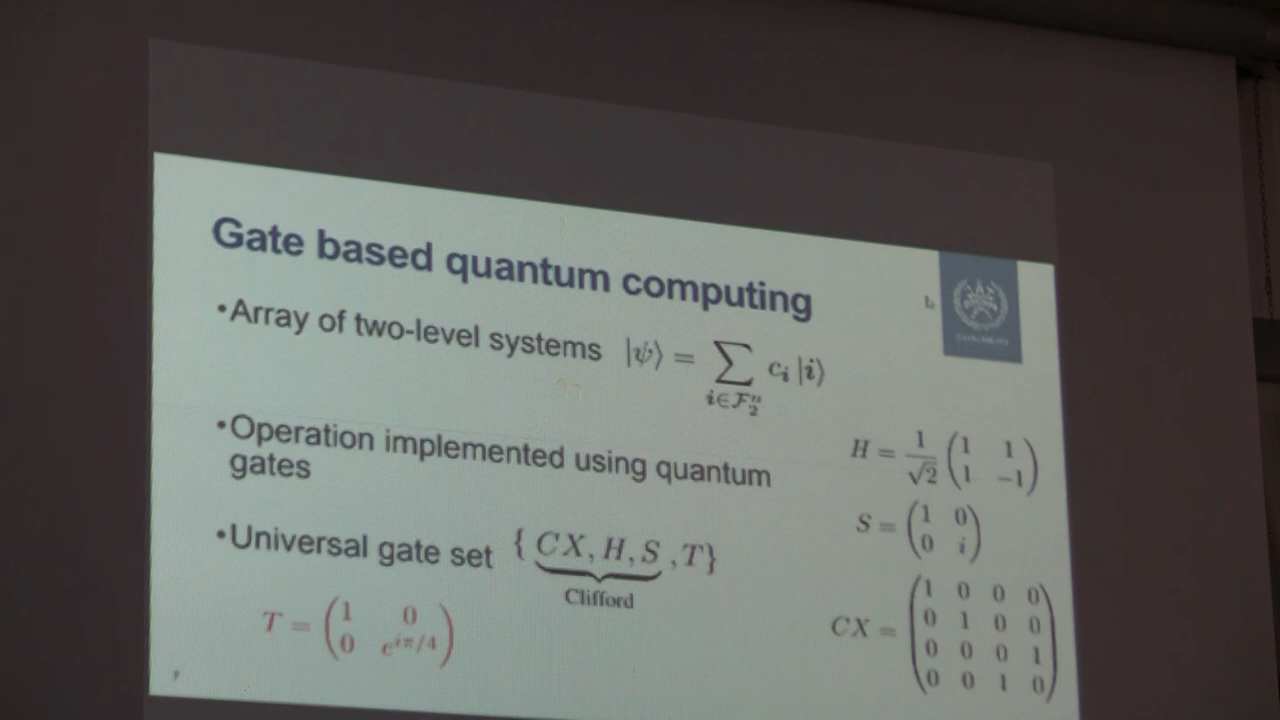 Gate based quantum computing
•Array of two-level systems |ψ⟩ = ∑ c_i |i⟩
i∈𝓕₂ⁿ
•Operation implemented using quantum
gates
•Universal gate set { CX, H, S , T}
Clifford
T = (1 0
0 e^{iπ/4})
CHALMERS
H = 1/√2 (1 1
1 −1)
S = (1 0
0 i)
CX = (1 0 0 0
0 1 0 0
0 0 0 1
0 0 1 0)